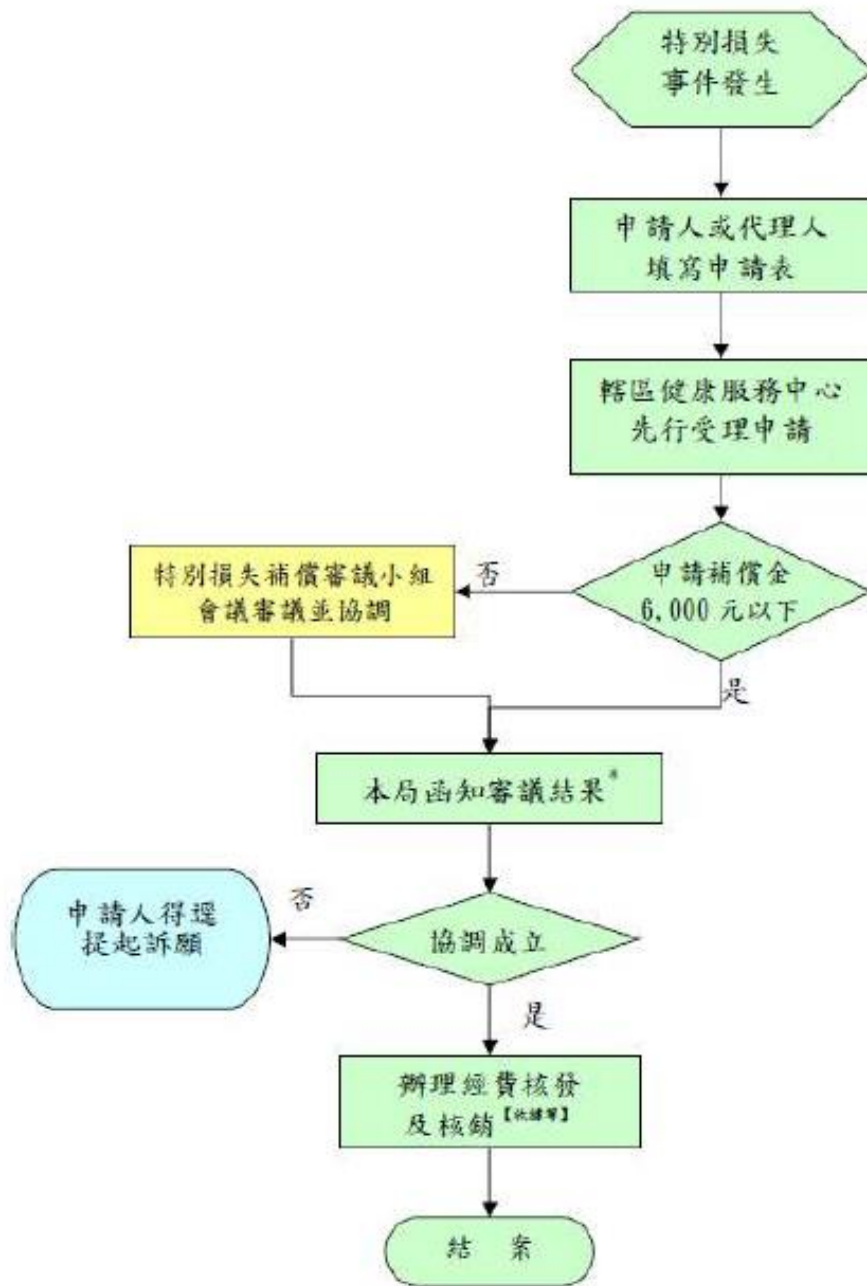 特別損失
事件發生
申請人或代理人
填寫申請表
轄區健康服務中心
先行受理申請
申請補償金
6,000 元以下
否
特別損失補償審議小組
會議審議並協調
是
本局函知審議結果
協調成立
否
申請人得逕
提起訴願
是
辦理經費核發
及核銷【依據單】
結 案